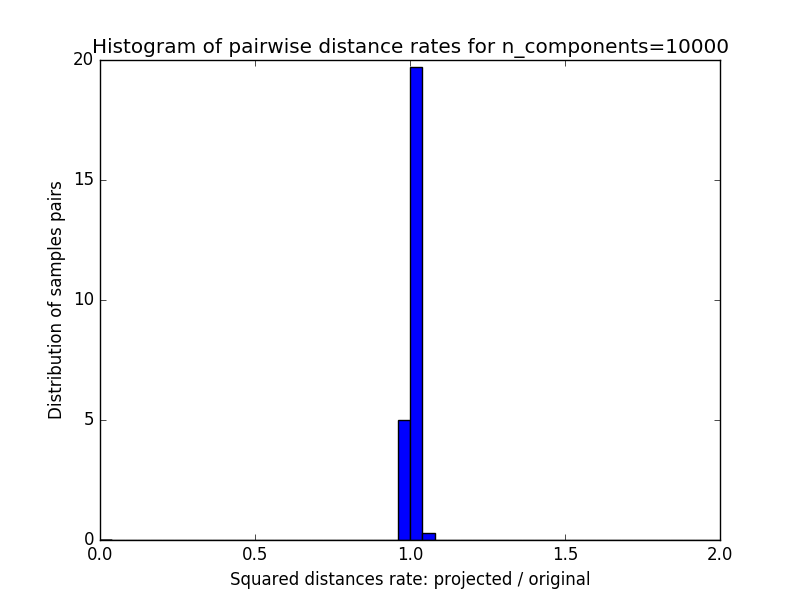 Histogram of pairwise distance rates for n_components=10000
20
15
10
5
0
Distribution of samples pairs
0.0 0.5 1.0 1.5 2.0
Squared distances rate: projected / original